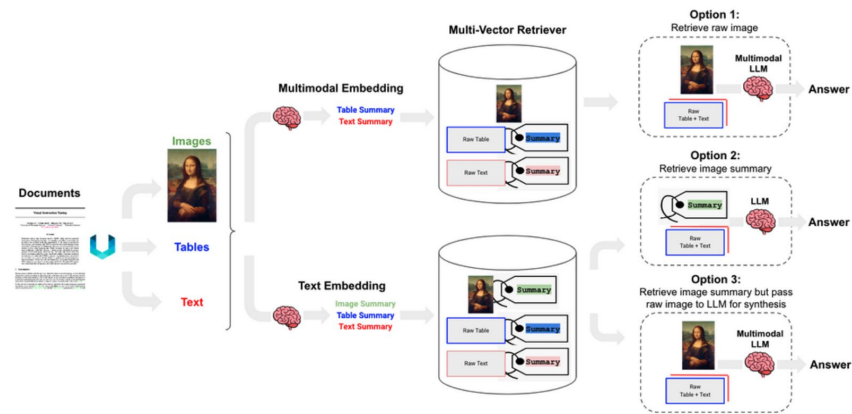 Documents
Images
Tables
Text
Multimodal Embedding
Table Summary
Text Summary
Text Embedding
Image Summary
Table Summary
Text Summary
Multi-Vector Retriever
Raw Table
Summary
Raw Text
Summary
Summary
Raw Table
Summary
Raw Text
Summary
Option 1:
Retrieve raw image
Multimodal
LLM
Raw
Table + Text
Answer
Option 2:
Retrieve image summary
Summary
LLM
Raw
Table + Text
Answer
Option 3:
Retrieve image summary but pass
raw image to LLM for synthesis
Multimodal
LLM
Raw
Table + Text
Answer